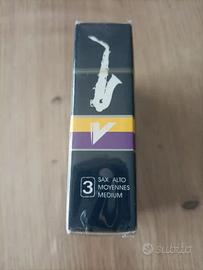 V
3
SAX ALTO
MOYENNES
MEDIUM
subito